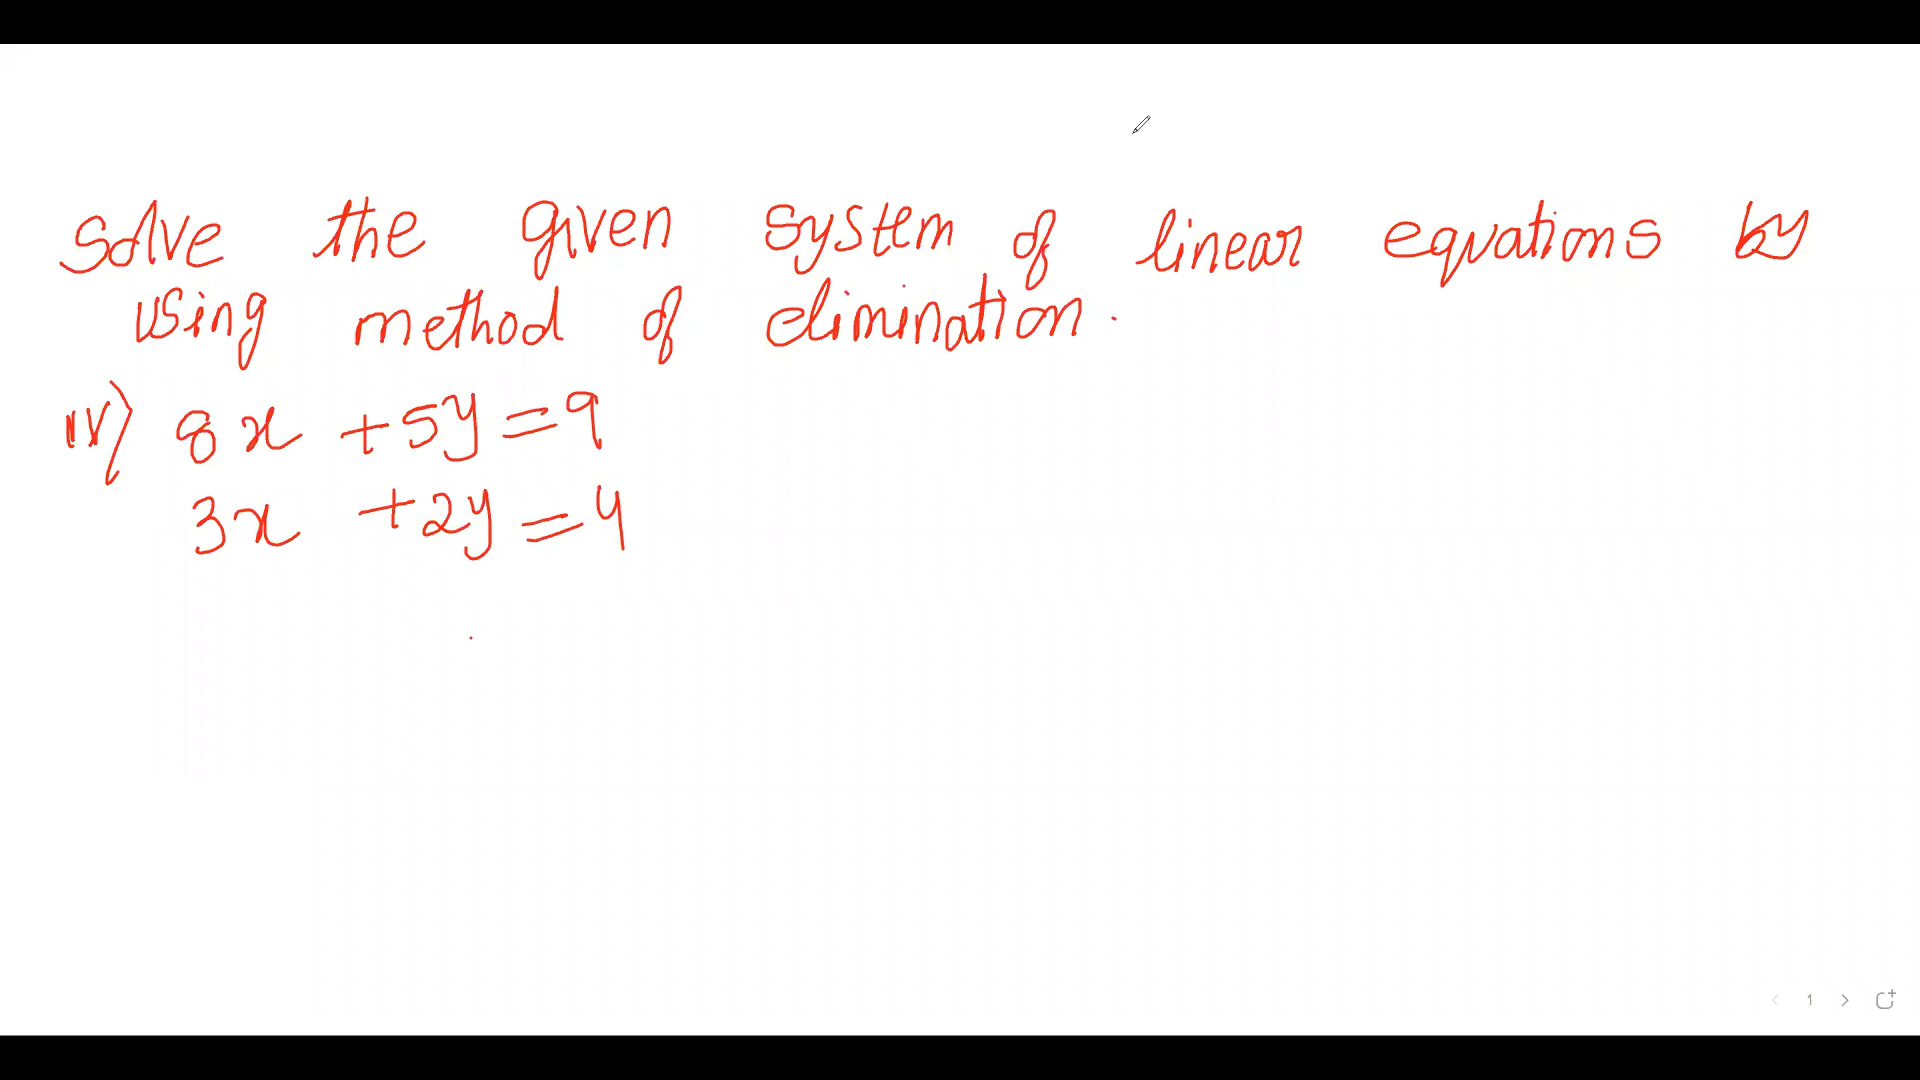 Solve the given system of linear equations by
using method of elimination.
iv) 8x + 5y = 9
3x + 2y = 4
1